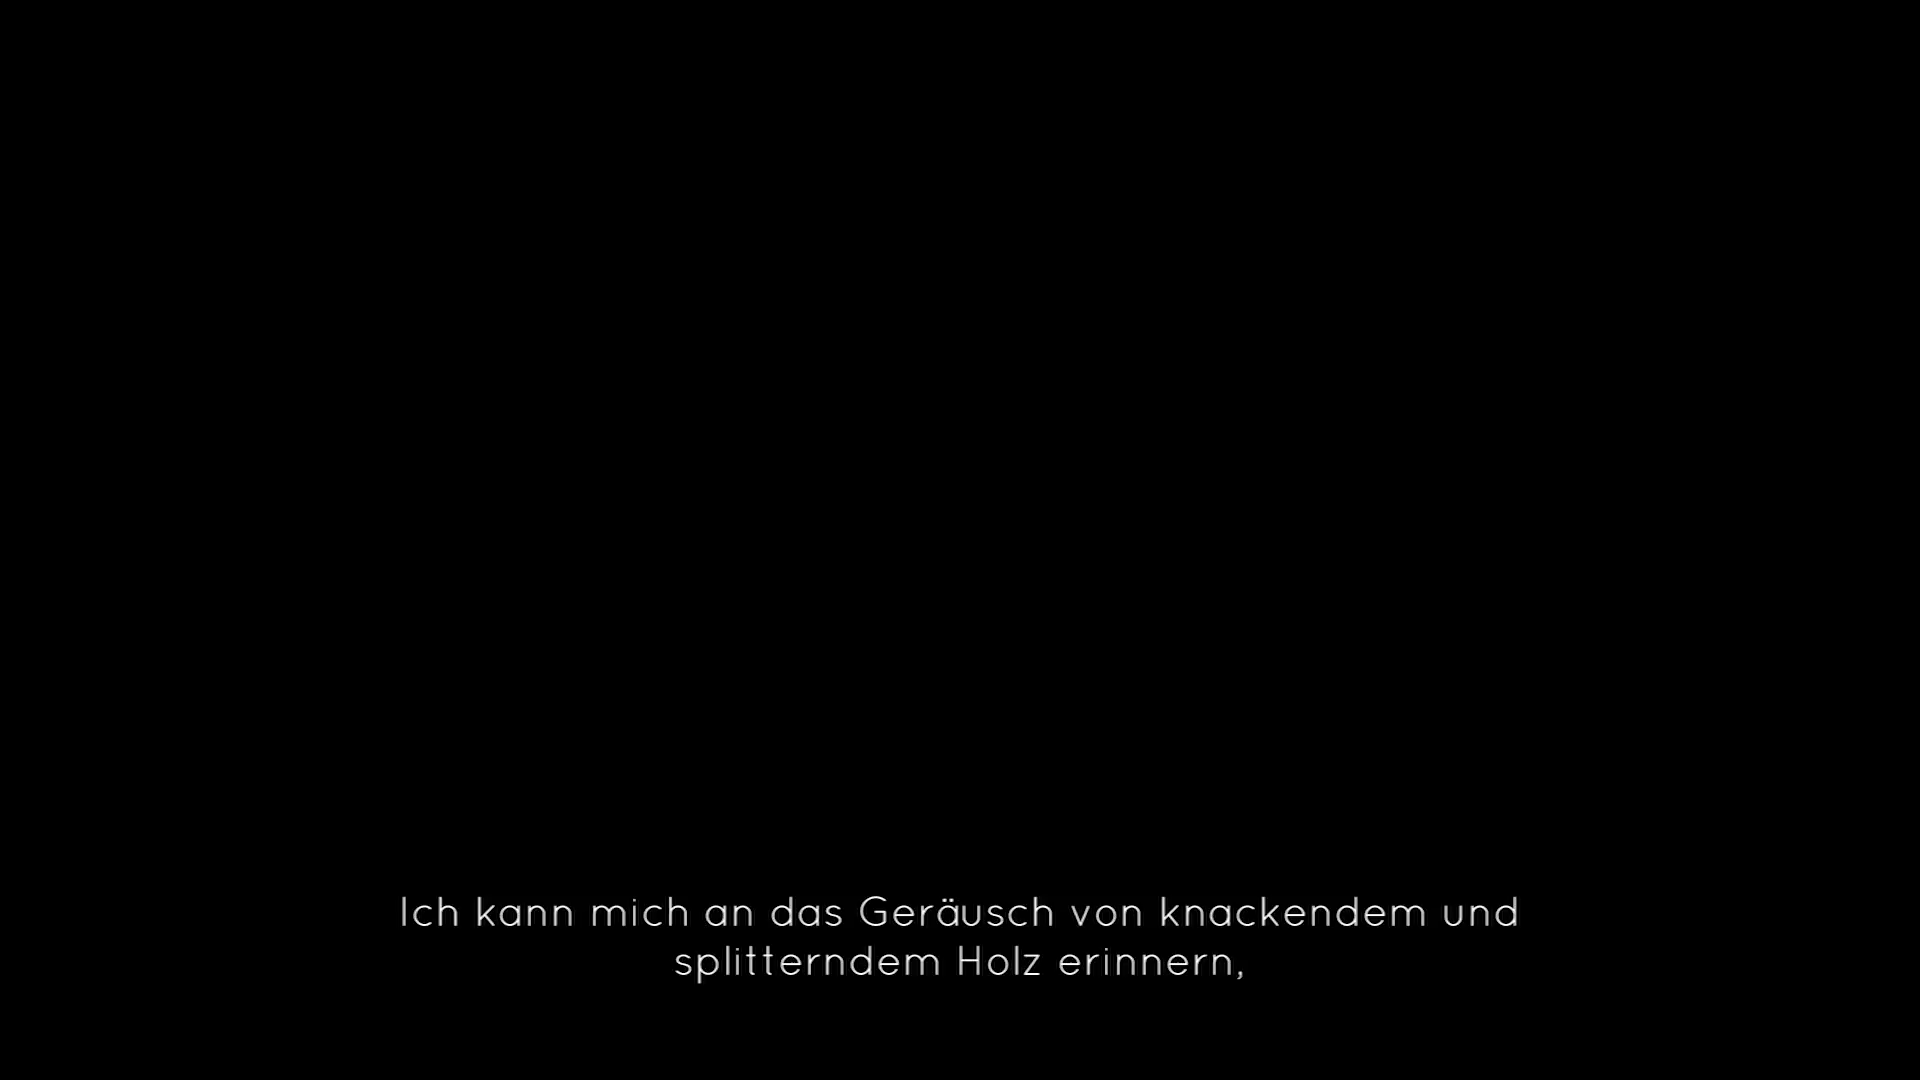 Ich kann mich an das Geräusch von knackendem und
splitterndem Holz erinnern,